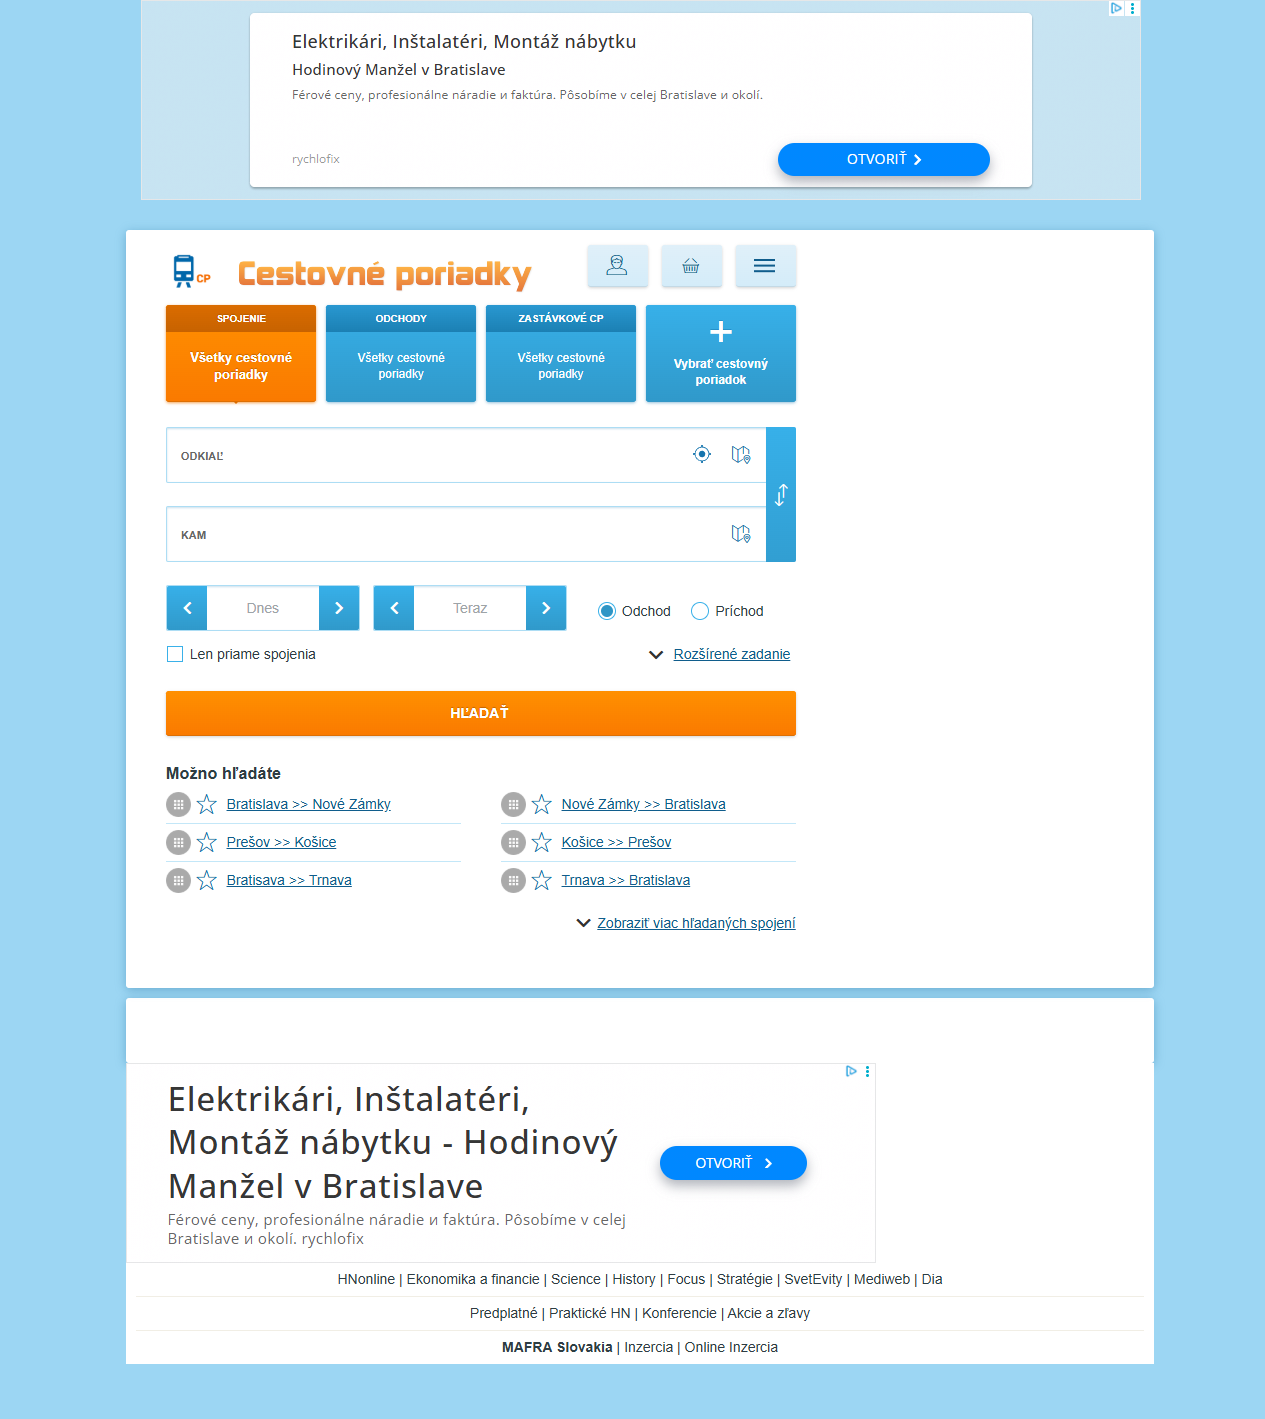 Elektrikári, Inštalatéri, Montáž nábytku
Hodinový Manžel v Bratislave
Férové ceny, profesionálne náradie и faktúra. Pôsobíme v celej Bratislave и okolí.
rychlofix
OTVORIŤ
CP
Cestovné poriadky
SPOJENIE
Všetky cestovné
poriadky
ODCHODY
Všetky cestovné
poriadky
ZASTÁVKOVÉ CP
Všetky cestovné
poriadky
Vybrať cestovný
poriadok
ODKIAĽ
KAM
Dnes
Teraz
Odchod
Príchod
Len priame spojenia
Rozšírené zadanie
HĽADAŤ
Možno hľadáte
Bratislava >> Nové Zámky
Nové Zámky >> Bratislava
Prešov >> Košice
Košice >> Prešov
Bratisava >> Trnava
Trnava >> Bratislava
Zobraziť viac hľadaných spojení
Elektrikári, Inštalatéri,
Montáž nábytku - Hodinový
Manžel v Bratislave
Férové ceny, profesionálne náradie и faktúra. Pôsobíme v celej
Bratislave и okolí. rychlofix
OTVORIŤ
HNonline | Ekonomika a financie | Science | History | Focus | Stratégie | SvetEvity | Mediweb | Dia
Predplatné | Praktické HN | Konferencie | Akcie a zľavy
MAFRA Slovakia | Inzercia | Online Inzercia